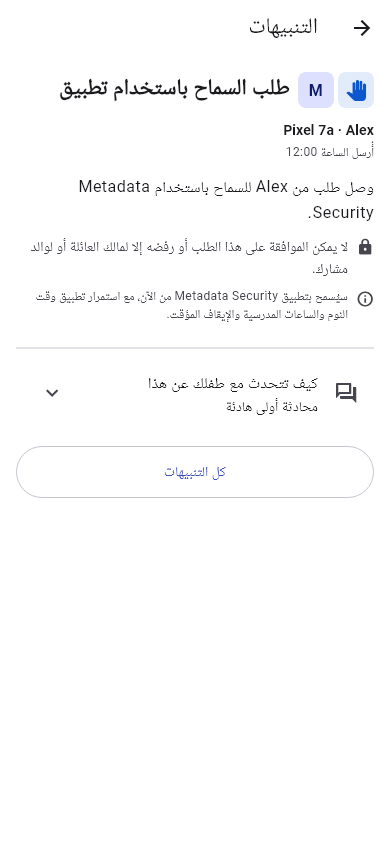 التنبيهات
طلب السماح باستخدام تطبيق
M
Pixel 7a · Alex
أُرسل الساعة 12:00
وصل طلب من Alex للسماح باستخدام Metadata
Security.
لا يمكن الموافقة على هذا الطلب أو رفضه إلا لمالك العائلة أو لوالد
مشارك.
سيُسمح بتطبيق Metadata Security من الآن، مع استمرار تطبيق وقت
النوم والساعات المدرسية والإيقاف المؤقت.
كيف تتحدث مع طفلك عن هذا
محادثة أولى هادئة
كل التنبيهات